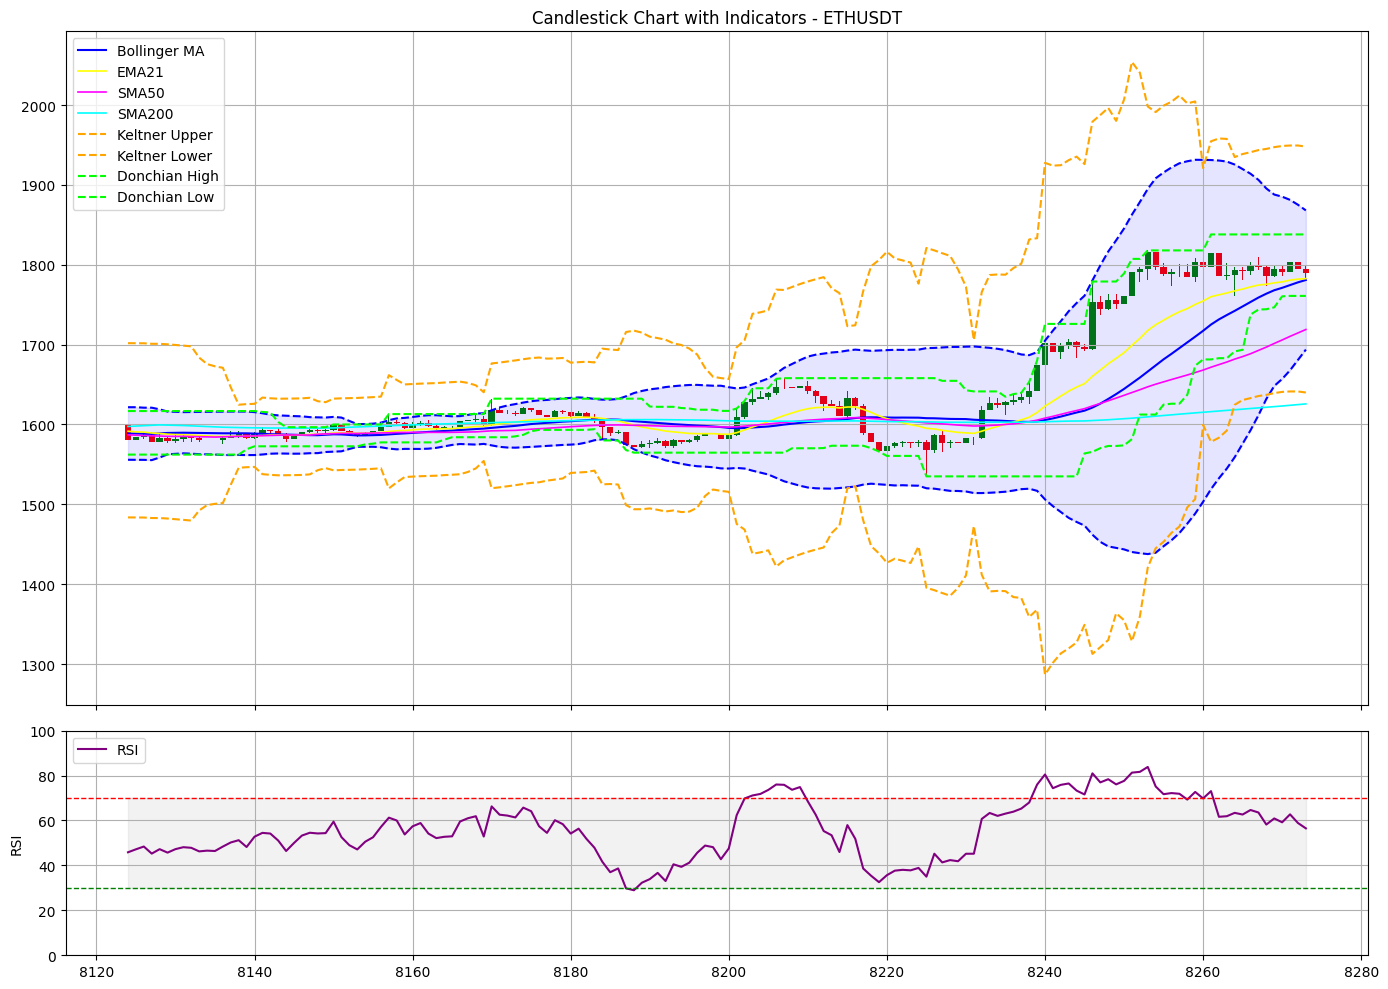 Candlestick Chart with Indicators - ETHUSDT
Bollinger MA
EMA21
SMA50
SMA200
Keltner Upper
Keltner Lower
Donchian High
Donchian Low
2000
1900
1800
1700
1600
1500
1400
1300
RSI
100
80
60
40
20
0
RSI
8120 8140 8160 8180 8200 8220 8240 8260 8280